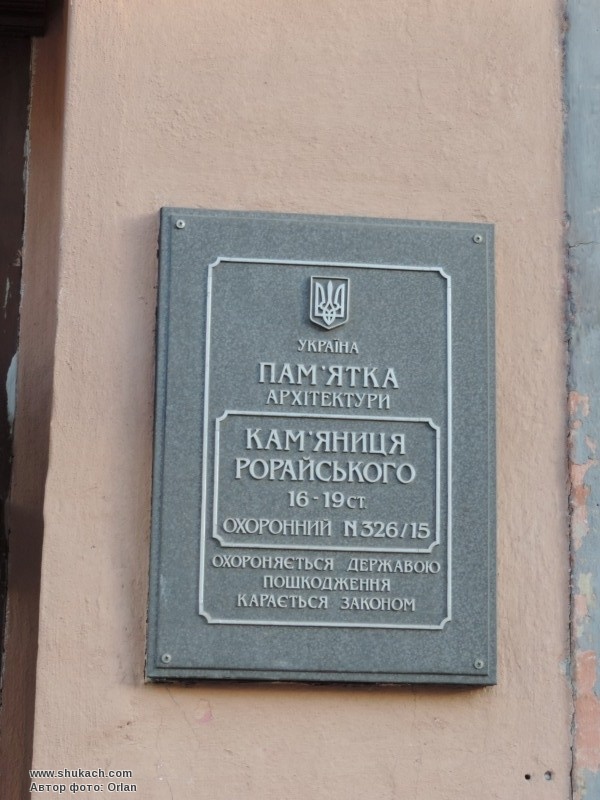 УКРАЇНА
ПАМ'ЯТКА
АРХІТЕКТУРИ
КАМ'ЯНИЦЯ
РОРАЙСЬКОГО
16-19 СТ.
ОХОРОННИЙ N 326/15
ОХОРОНЯЄТЬСЯ ДЕРЖАВОЮ
ПОШКОДЖЕННЯ
КАРАЄТЬСЯ ЗАКОНОМ
www.shukach.com
Автор фото: Orlan